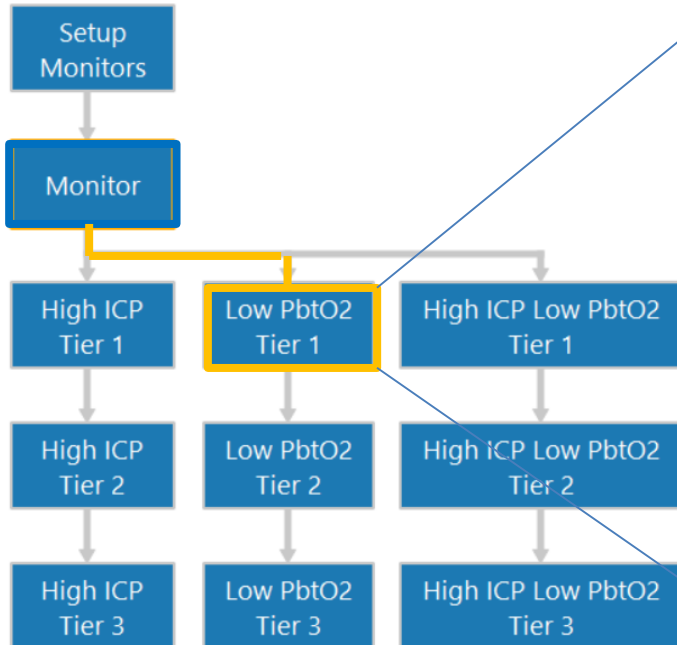 Setup
Monitors
Monitor
High ICP
Tier 1
Low PbtO2
Tier 1
High ICP Low PbtO2
Tier 1
High ICP
Tier 2
Low PbtO2
Tier 2
High ICP Low PbtO2
Tier 2
High ICP
Tier 3
Low PbtO2
Tier 3
High ICP Low PbtO2
Tier 3